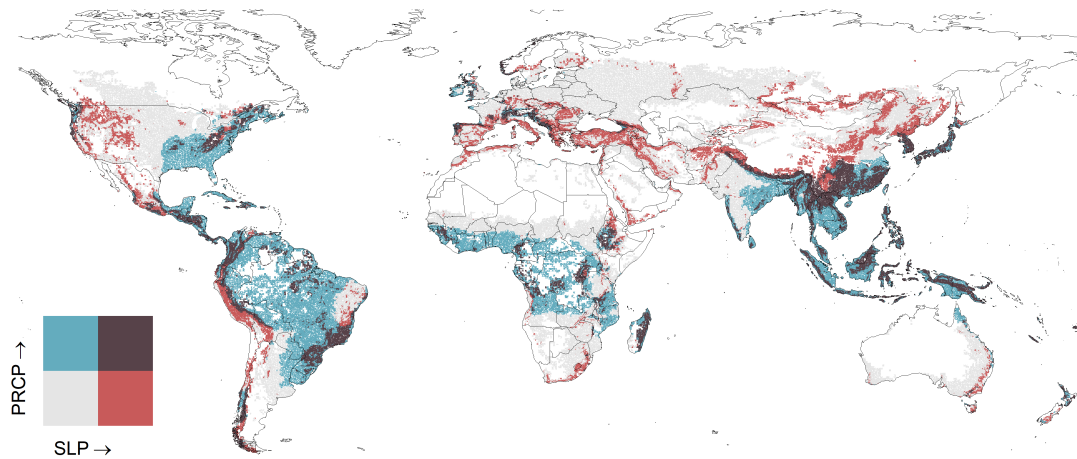 PRCP →
SLP →